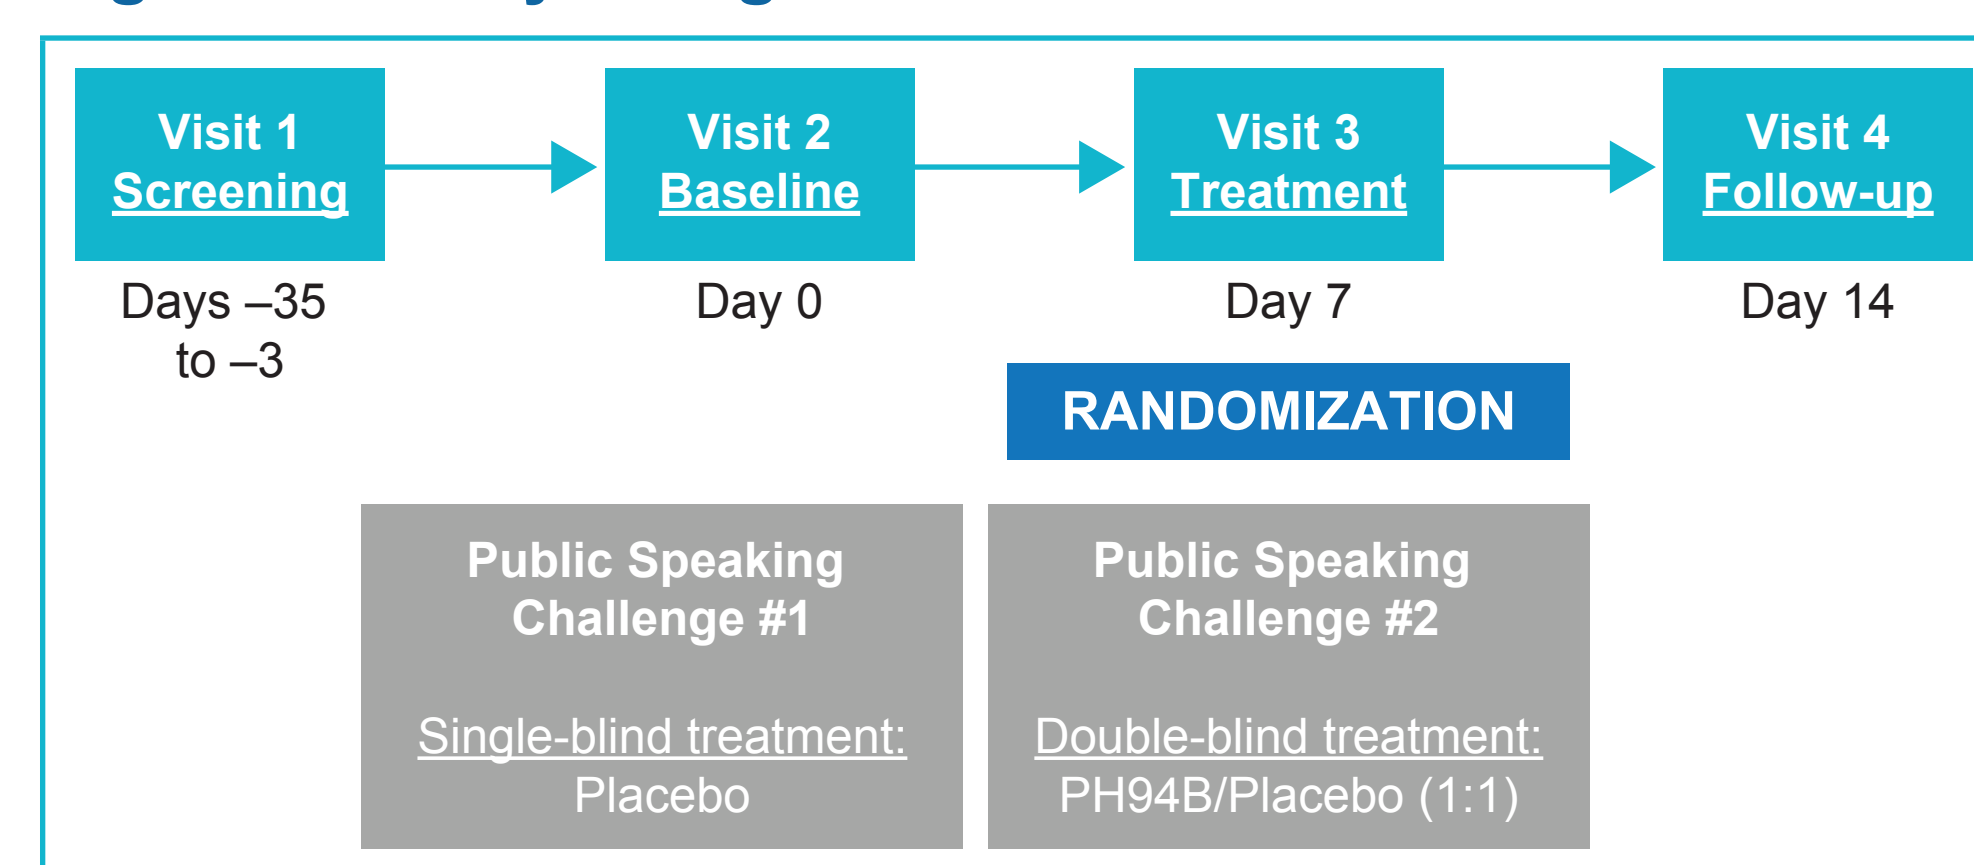 Visit 1
Screening
Visit 2
Baseline
Visit 3
Treatment
Visit 4
Follow-up
Days –35
to –3
Day 0
Day 7
Day 14
RANDOMIZATION
Public Speaking
Challenge #1
Single-blind treatment:
Placebo
Public Speaking
Challenge #2
Double-blind treatment:
PH94B/Placebo (1:1)